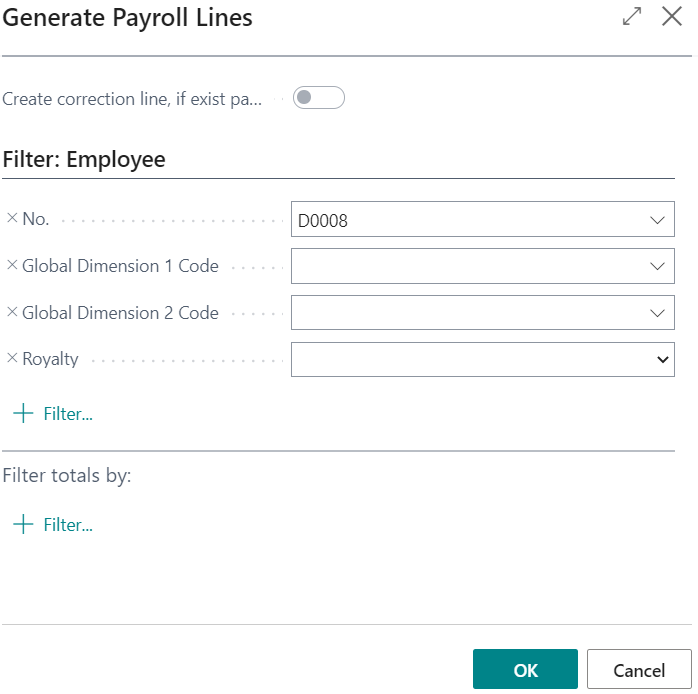 Generate Payroll Lines
Create correction line, if exist pa...
Filter: Employee
No. D0008
Global Dimension 1 Code
Global Dimension 2 Code
Royalty
Filter...
Filter totals by:
Filter...
OK Cancel